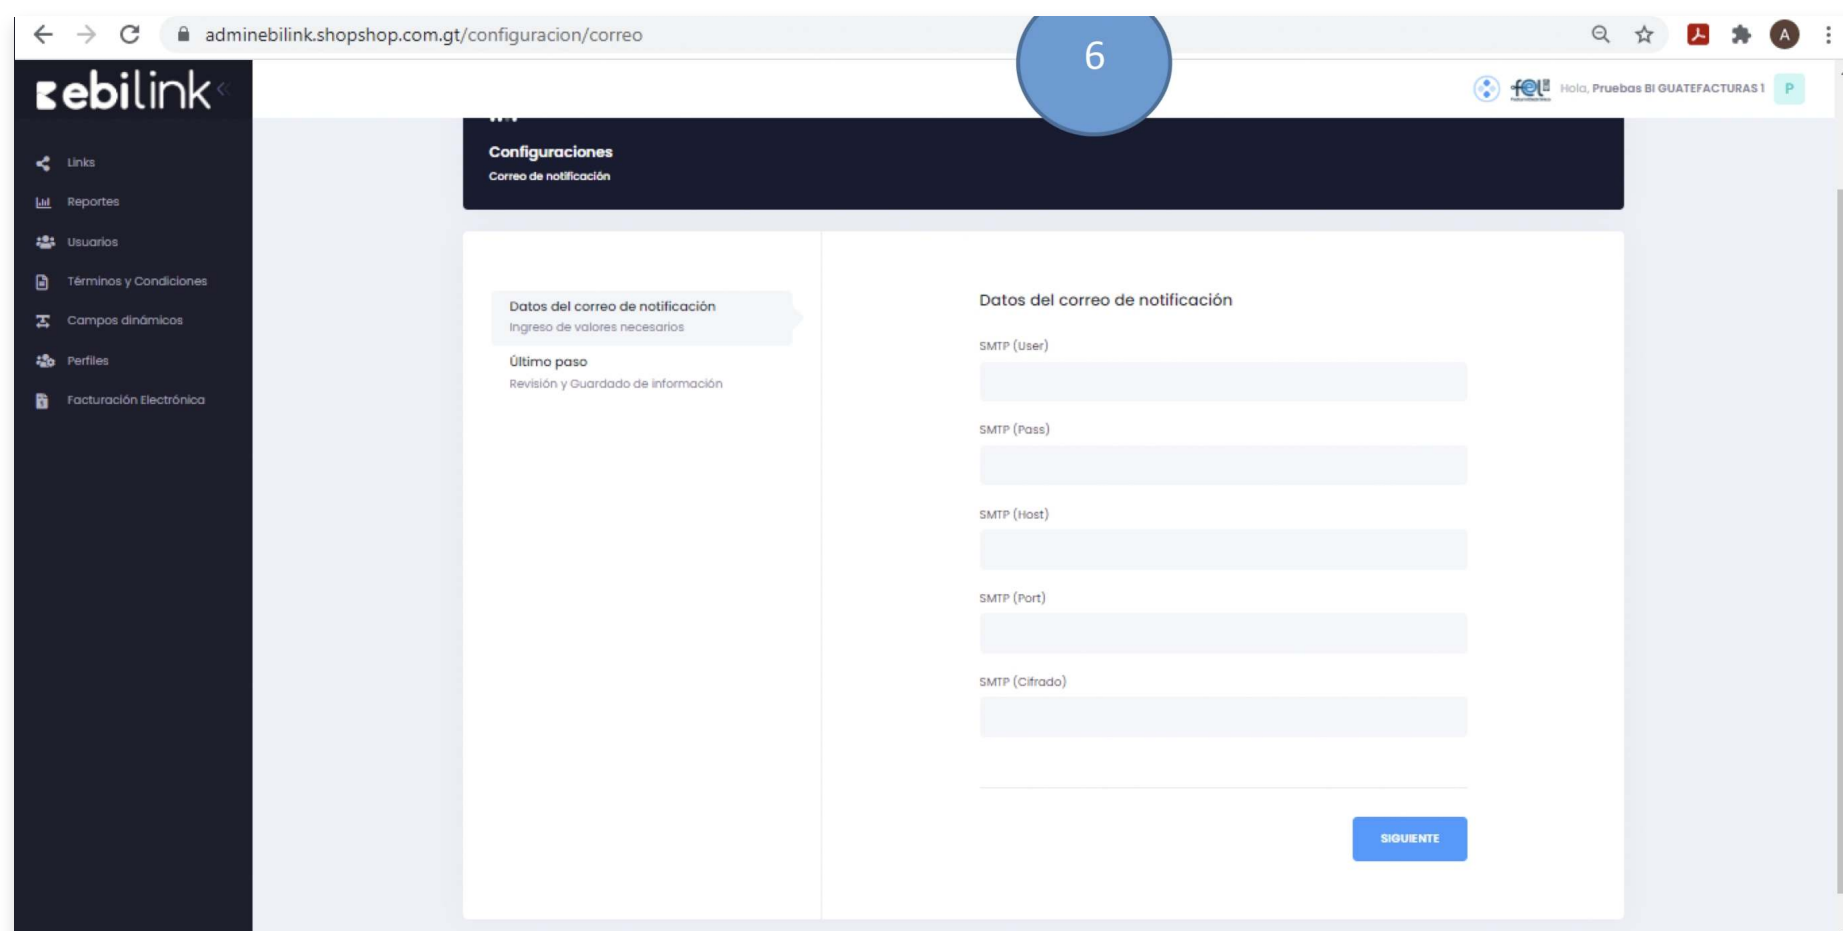 adminebilink.shopshop.com.gt/configuracion/correo
6
A
ebilink
fel
Hola, Pruebas BI GUATEFACTURAS 1
P
Links
Reportes
Usuarios
Términos y Condiciones
Campos dinámicos
Perfiles
Facturación Electrónica
Configuraciones
Correo de notificación
Datos del correo de notificación
Ingreso de valores necesarios
Último paso
Revisión y Guardado de información
Datos del correo de notificación
SMTP (User)
SMTP (Pass)
SMTP (Host)
SMTP (Port)
SMTP (Cifrado)
SIGUIENTE